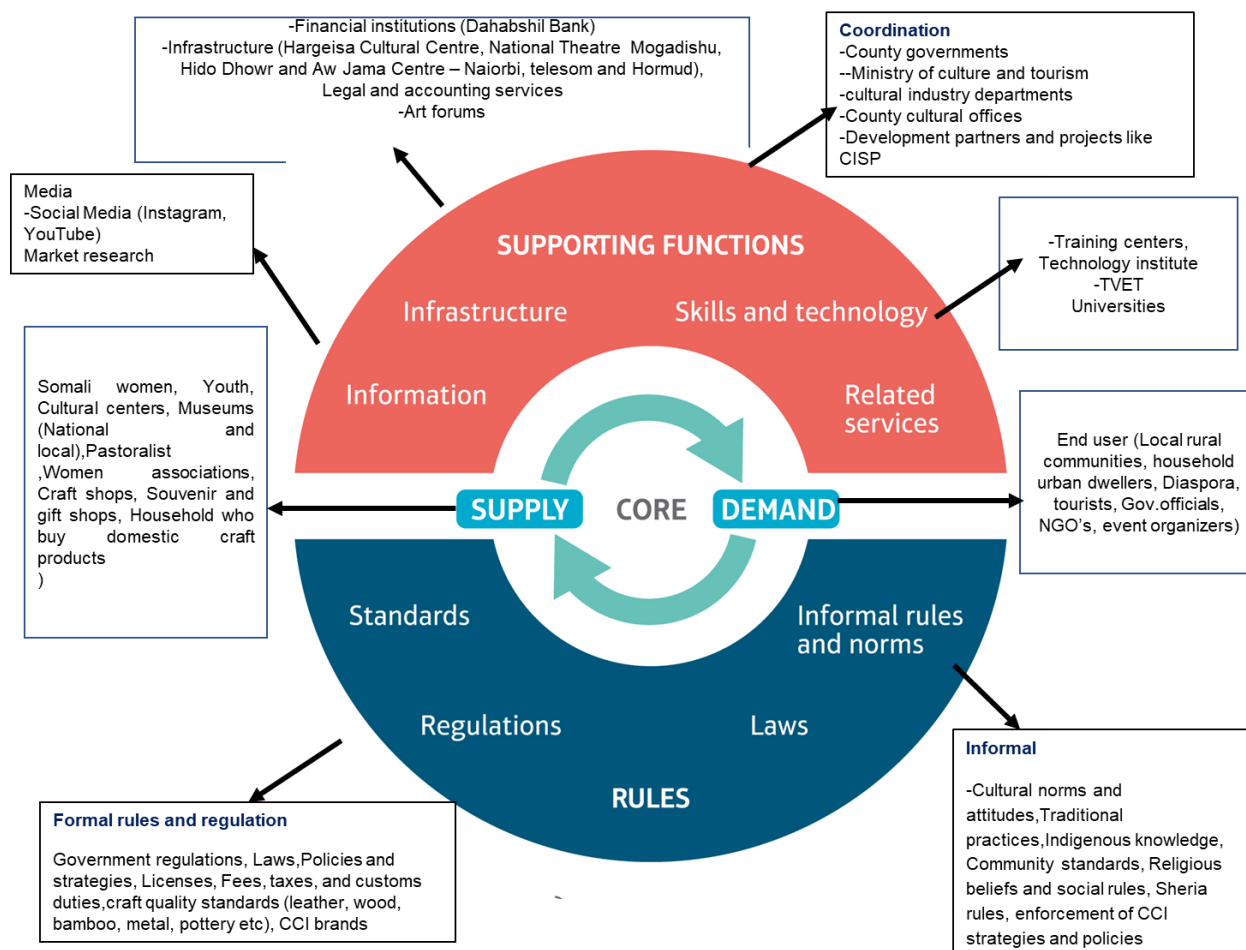 -Financial institutions (Dahabshil Bank)
-Infrastructure (Hargeisa Cultural Centre, National Theatre Mogadishu,
Hido Dhowr and Aw Jama Centre – Naiorbi, telesom and Hormud),
Legal and accounting services
-Art forums
Coordination
-County governments
--Ministry of culture and tourism
-cultural industry departments
-County cultural offices
-Development partners and projects like
CISP
Media
-Social Media (Instagram,
YouTube)
Market research
-Training centers,
Technology institute
-TVET
Universities
SUPPORTING FUNCTIONS
Infrastructure
Skills and technology
Information
Related
services
Somali women, Youth,
Cultural centers, Museums
(National and
local),Pastoralist
,Women associations,
Craft shops, Souvenir and
gift shops, Household who
buy domestic craft
products
)
SUPPLY
CORE
DEMAND
End user (Local rural
communities, household
urban dwellers, Diaspora,
tourists, Gov.officials,
NGO’s, event organizers)
Standards
Informal rules
and norms
Regulations
Laws
RULES
Formal rules and regulation
Government regulations, Laws,Policies and
strategies, Licenses, Fees, taxes, and customs
duties,craft quality standards (leather, wood,
bamboo, metal, pottery etc), CCI brands
Informal
-Cultural norms and
attitudes,Traditional
practices,Indigenous knowledge,
Community standards, Religious
beliefs and social rules, Sheria
rules, enforcement of CCI
strategies and policies